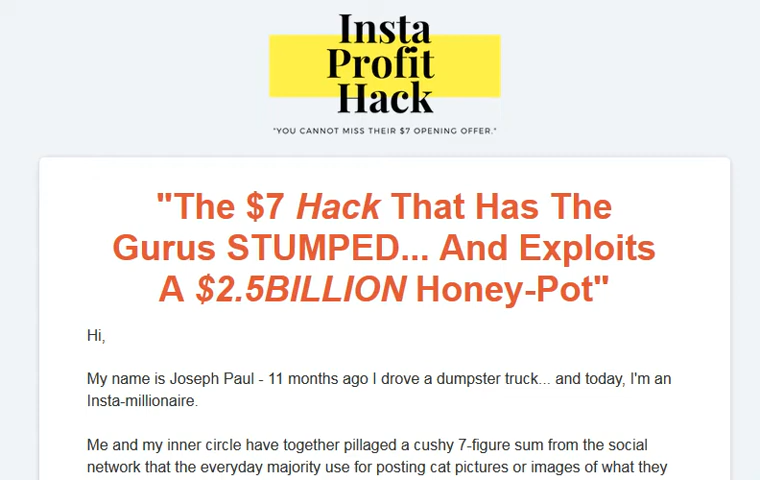 Insta
Profit
Hack
"YOU CANNOT MISS THEIR $7 OPENING OFFER."
"The $7 Hack That Has The
Gurus STUMPED... And Exploits
A $2.5BILLION Honey-Pot"
Hi,
My name is Joseph Paul - 11 months ago I drove a dumpster truck... and today, I'm an
Insta-millionaire.
Me and my inner circle have together pillaged a cushy 7-figure sum from the social
network that the everyday majority use for posting cat pictures or images of what they